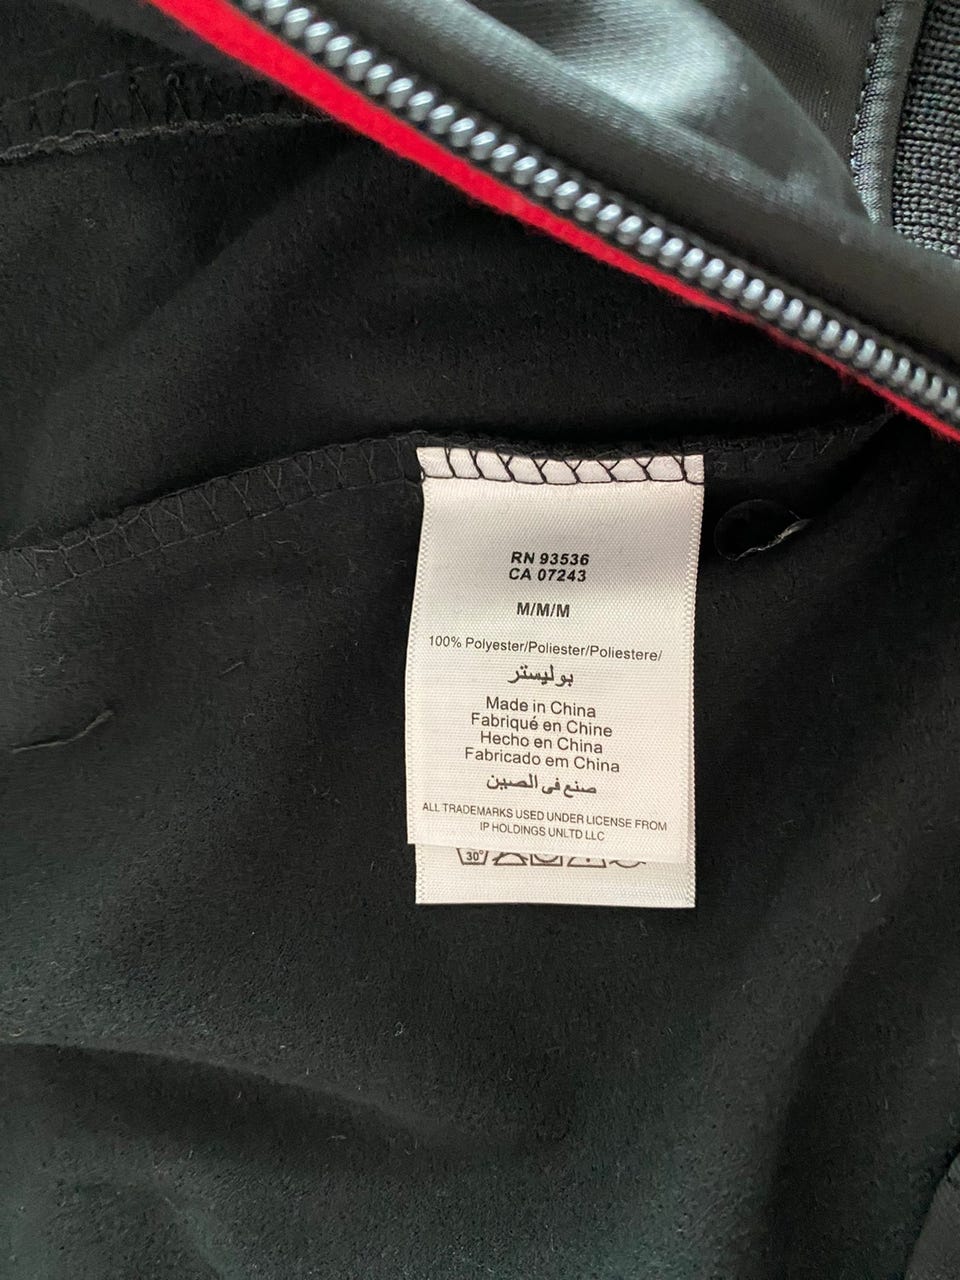 RN 93536
CA 07243
M/M/M
100% Polyester/Poliester/Poliestere/
بوليستر
Made in China
Fabriqué en Chine
Hecho en China
Fabricado em China
صنع في الصين
ALL TRADEMARKS USED UNDER LICENSE FROM
IP HOLDINGS UNLTD LLC
30°